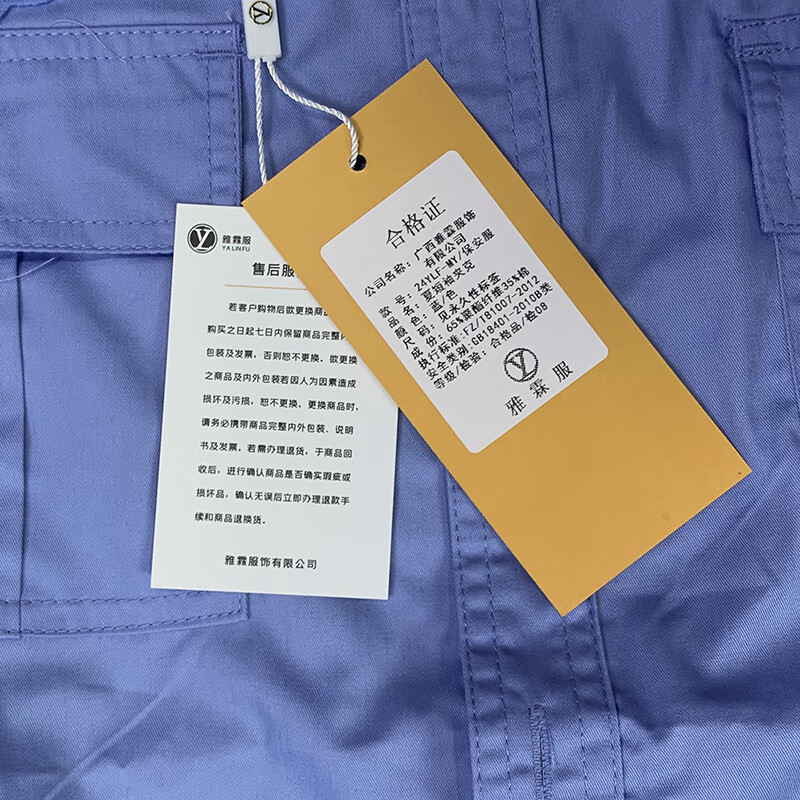 雅霖服
YALINFU
售后服
若客户购物后欲更换商品
购买之日起七日内保留商品完整内
包装及发票,否则恕不更换。欲更换
之商品及内外包装若因人为因素造成
损坏及污损,恕不更换。更换商品时,
请务必携带商品完整内外包装、说明
书及发票。若需办理退货,于商品回
收后,进行确认商品是否确实瑕疵或
损坏品,确认无误后立即办理退款手
续和商品退换货。
雅霖服饰有限公司
合格证
公司名称:广西雅霖服饰
有限公司
款号:24YLF-MY/保安服
品名:夏短袖夹克
颜色:蓝/色
尺码:见永久性标签
成份:65%聚酯纤维35%棉
执行标准:FZ/T81007-2012
安全类别:GB18401-2010B类
等级/检验:合格品/检08
雅霖服